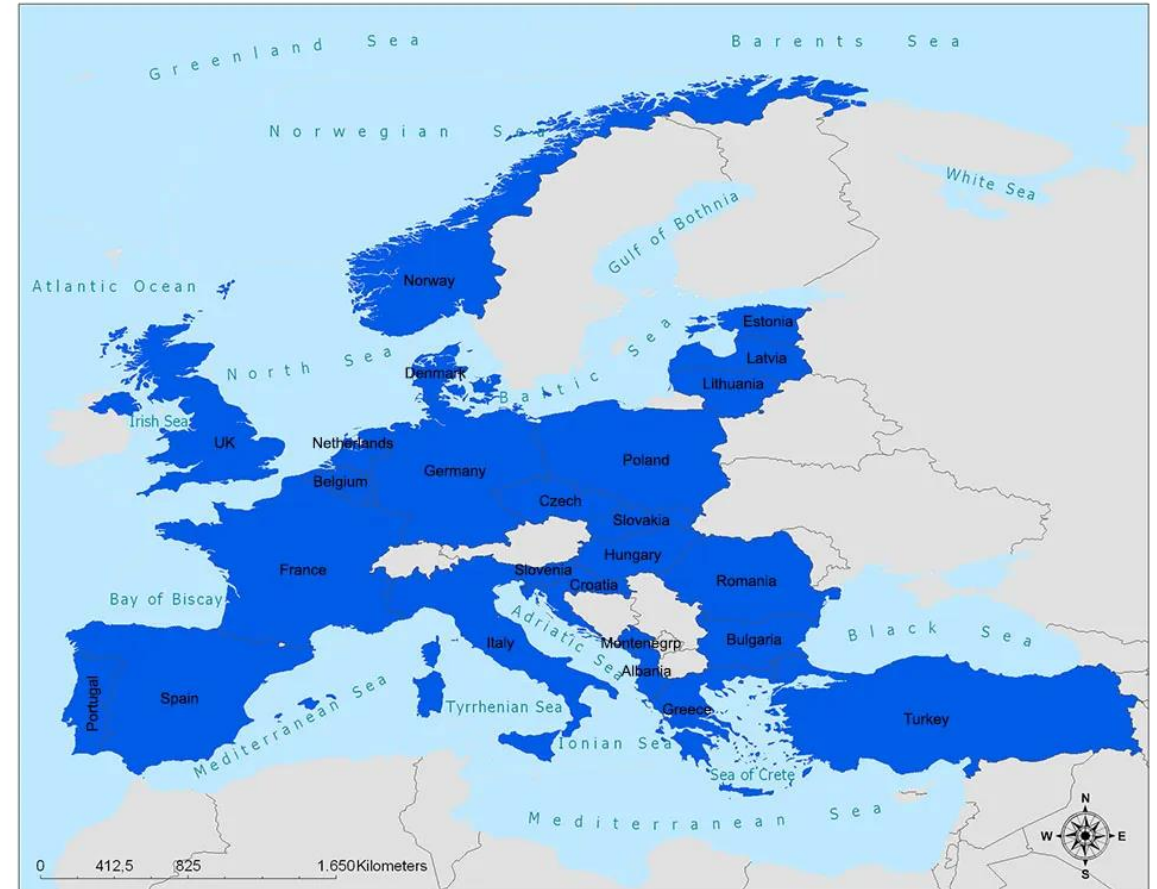 Greenland Sea
Barents Sea
Norwegian Sea
White Sea
Gulf of Bothnia
Norway
Atlantic Ocean
Estonia
North Sea
Baltic Sea
Latvia
Denmark
Lithuania
Irish Sea
UK
Netherlands
Germany
Poland
Belgium
Czech
Slovakia
Hungary
France
Slovenia
Croatia
Romania
Bay of Biscay
Adriatic Sea
Italy
Montenegrp
Bulgaria
Black Sea
Albania
Portugal
Spain
Mediterranean Sea
Tyrrhenian Sea
Greece
Turkey
Ionian Sea
Sea of Crete
Mediterranean Sea
N
W E
S
0 412,5 825 1.650Kilometers